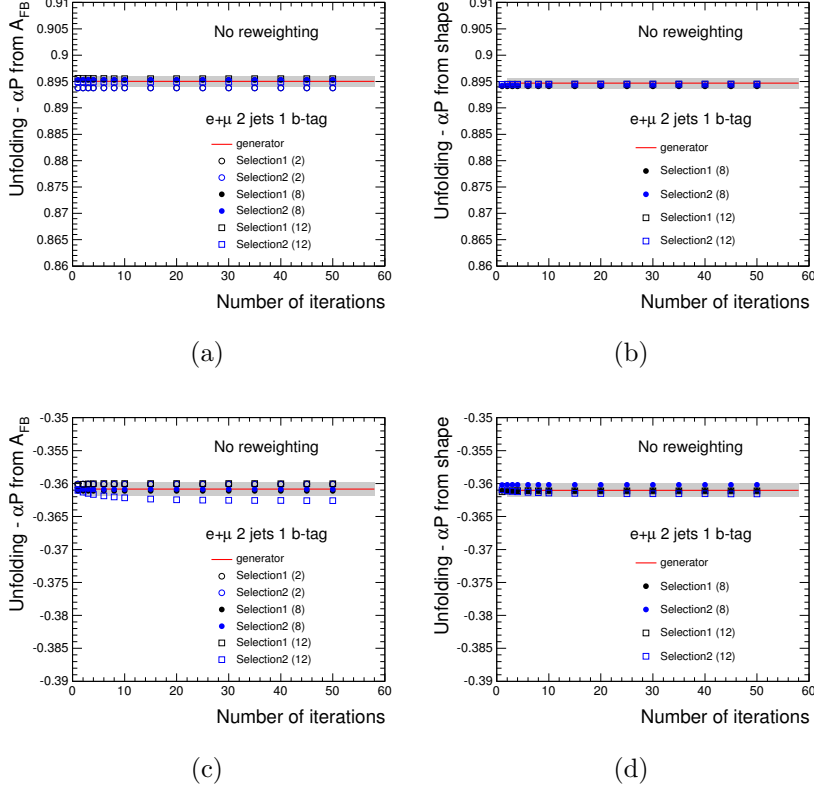 Unfolding - αP from A_FB
0.91
0.905
0.9
0.895
0.89
0.885
0.88
0.875
0.87
0.865
0.86
No reweighting
e+μ 2 jets 1 b-tag
generator
Selection1 (2)
Selection2 (2)
Selection1 (8)
Selection2 (8)
Selection1 (12)
Selection2 (12)
0 10 20 30 40 50 60
Number of iterations
(a)
Unfolding - αP from shape
0.91
0.905
0.9
0.895
0.89
0.885
0.88
0.875
0.87
0.865
0.86
No reweighting
e+μ 2 jets 1 b-tag
generator
Selection1 (8)
Selection2 (8)
Selection1 (12)
Selection2 (12)
0 10 20 30 40 50 60
Number of iterations
(b)
Unfolding - αP from A_FB
-0.35
-0.355
-0.36
-0.365
-0.37
-0.375
-0.38
-0.385
-0.39
No reweighting
e+μ 2 jets 1 b-tag
generator
Selection1 (2)
Selection2 (2)
Selection1 (8)
Selection2 (8)
Selection1 (12)
Selection2 (12)
0 10 20 30 40 50 60
Number of iterations
(c)
Unfolding - αP from shape
-0.35
-0.355
-0.36
-0.365
-0.37
-0.375
-0.38
-0.385
-0.39
No reweighting
e+μ 2 jets 1 b-tag
generator
Selection1 (8)
Selection2 (8)
Selection1 (12)
Selection2 (12)
0 10 20 30 40 50 60
Number of iterations
(d)